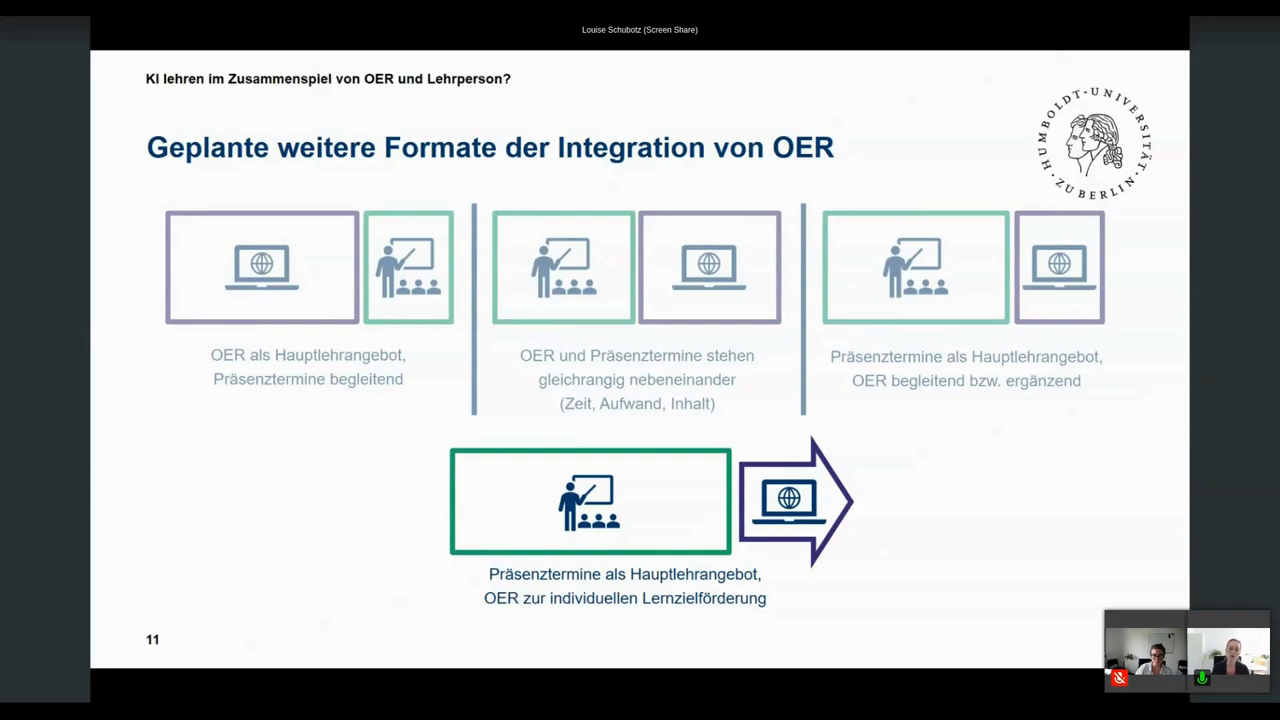 Louise Schubotz (Screen Share)
KI lehren im Zusammenspiel von OER und Lehrperson?
Geplante weitere Formate der Integration von OER
HUMBOLDT-UNIVERSITÄT
ZU BERLIN
OER als Hauptlehrangebot,
Präsenztermine begleitend
OER und Präsenztermine stehen
gleichrangig nebeneinander
(Zeit, Aufwand, Inhalt)
Präsenztermine als Hauptlehrangebot,
OER begleitend bzw. ergänzend
Präsenztermine als Hauptlehrangebot,
OER zur individuellen Lernzielförderung
11